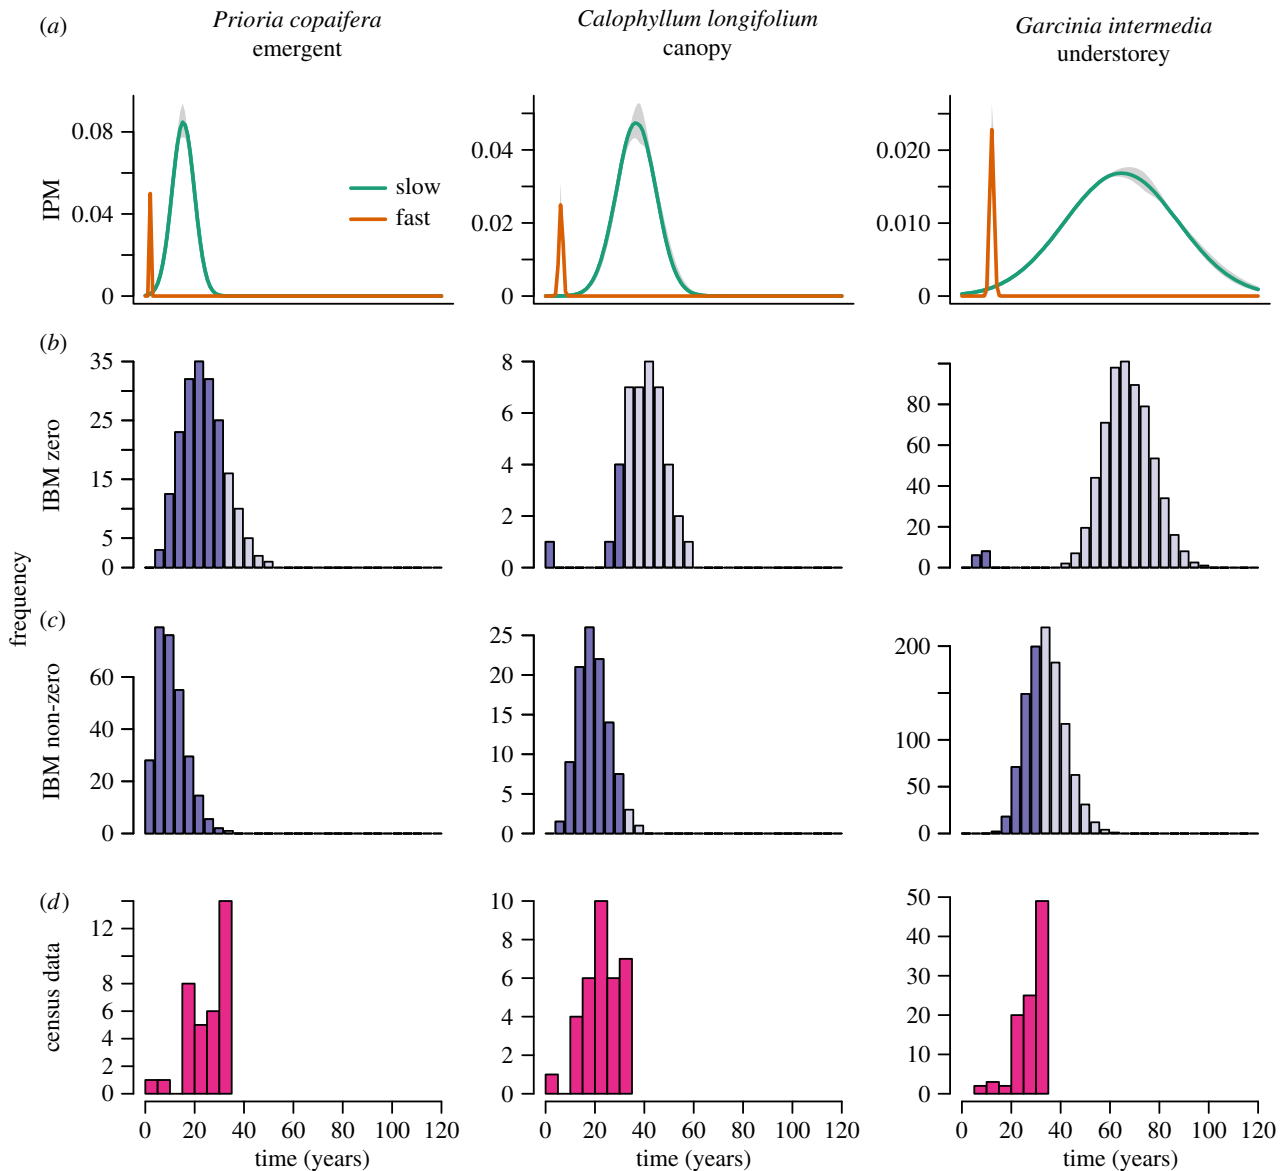 (a)
Prioria copaifera
emergent
Calophyllum longifolium
canopy
Garcinia intermedia
understorey
IPM
0.08
0.04
0
slow
fast
0.04
0.02
0
0.020
0.010
0
(b)
frequency
IBM zero
35
25
15
5
0
8
6
4
2
0
80
60
40
20
0
(c)
IBM non-zero
60
40
20
0
25
20
15
10
5
0
200
100
0
(d)
census data
12
8
6
4
2
0
10
8
6
4
2
0
50
40
30
20
10
0
0 20 40 60 80 100 120
time (years)
0 20 40 60 80 100 120
time (years)
0 20 40 60 80 100 120
time (years)